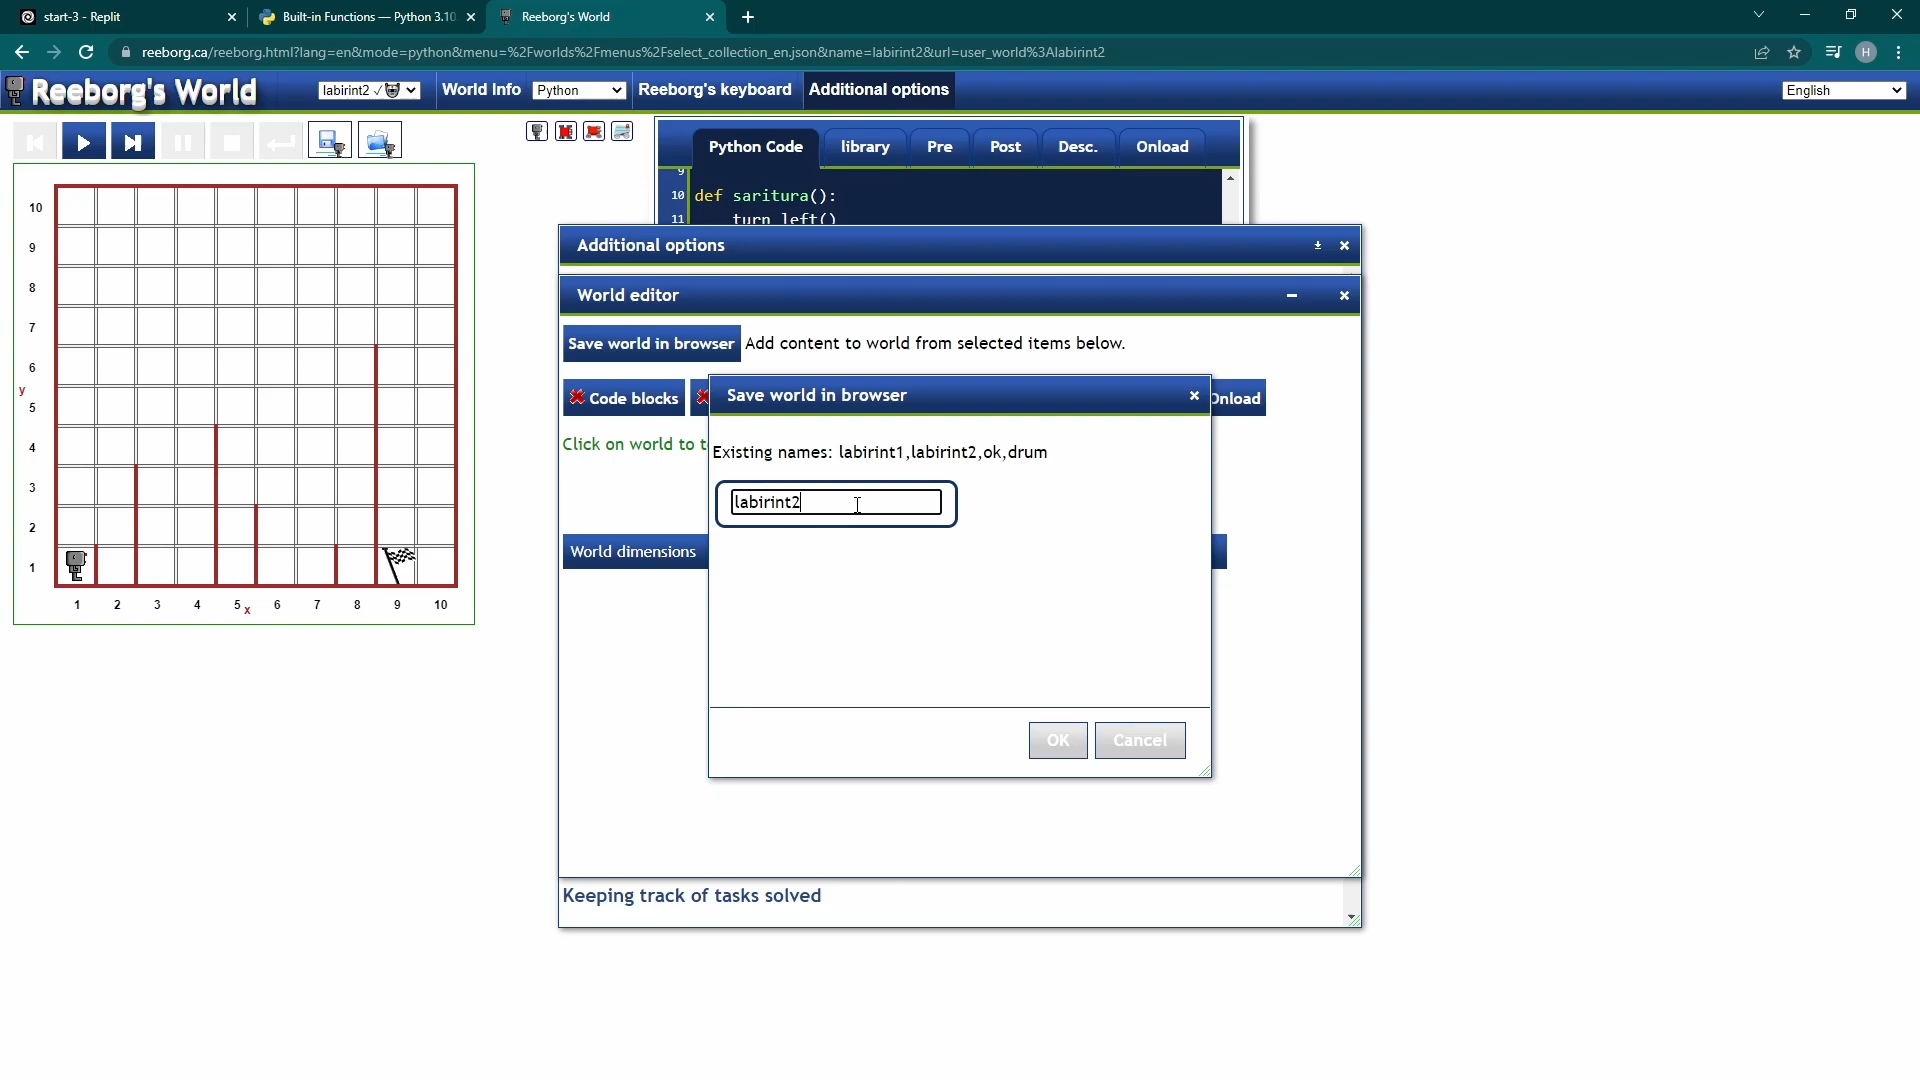 start-3 - Replit
Built-in Functions — Python 3.10
Reeborg's World
reeborg.ca/reeborg.html?lang=en&mode=python&menu=%2Fworlds%2Fmenus%2Fselect_collection_en.json&name=labirint2&url=user_world%3Alabirint2
H
Reeborg's World
labirint2 ✓
World Info
Python
Reeborg's keyboard
Additional options
English
Python Code
library
Pre
Post
Desc.
Onload
9
10 def saritura():
11 turn_left()
Additional options
World editor
Save world in browser
Add content to world from selected items below.
Code blocks
Onload
Click on world to t
World dimensions
Save world in browser
Existing names: labirint1,labirint2,ok,drum
labirint2
OK
Cancel
Keeping track of tasks solved
10
9
8
7
6
y
5
4
3
2
1
1 2 3 4 5 x 6 7 8 9 10